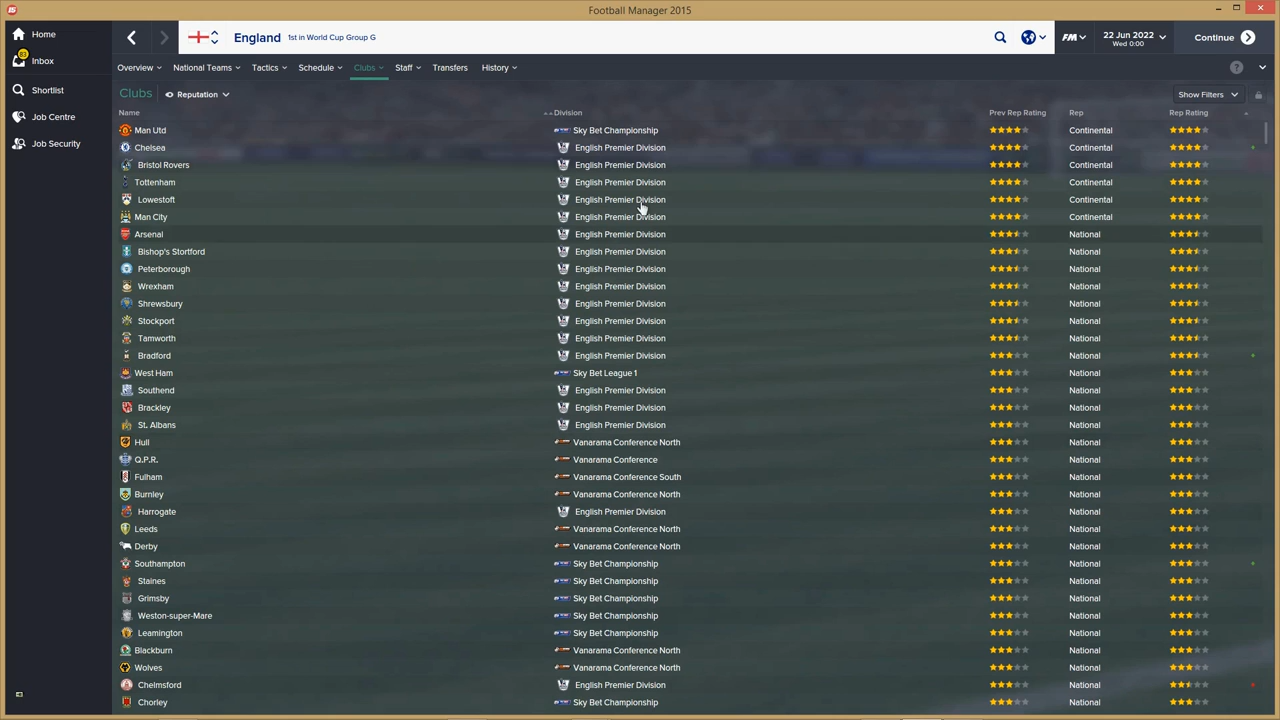 Football Manager 2015
Home
83
Inbox
Shortlist
Job Centre
Job Security
England 1st in World Cup Group G
FM
22 Jun 2022
Wed 0:00
Continue
Overview National Teams Tactics Schedule Clubs Staff Transfers History
Clubs Reputation Show Filters
Name Division Prev Rep Rating Rep Rep Rating
Man Utd Sky Bet Championship Continental
Chelsea English Premier Division Continental
Bristol Rovers English Premier Division Continental
Tottenham English Premier Division Continental
Lowestoft English Premier Division Continental
Man City English Premier Division Continental
Arsenal English Premier Division National
Bishop's Stortford English Premier Division National
Peterborough English Premier Division National
Wrexham English Premier Division National
Shrewsbury English Premier Division National
Stockport English Premier Division National
Tamworth English Premier Division National
Bradford English Premier Division National
West Ham Sky Bet League 1 National
Southend English Premier Division National
Brackley English Premier Division National
St. Albans English Premier Division National
Hull Vanarama Conference North National
Q.P.R. Vanarama Conference National
Fulham Vanarama Conference South National
Burnley Vanarama Conference North National
Harrogate English Premier Division National
Leeds Vanarama Conference North National
Derby Vanarama Conference North National
Southampton Sky Bet Championship National
Staines Sky Bet Championship National
Grimsby Sky Bet Championship National
Weston-super-Mare Sky Bet Championship National
Leamington Sky Bet Championship National
Blackburn Vanarama Conference North National
Wolves Vanarama Conference North National
Chelmsford English Premier Division National
Chorley Sky Bet Championship National